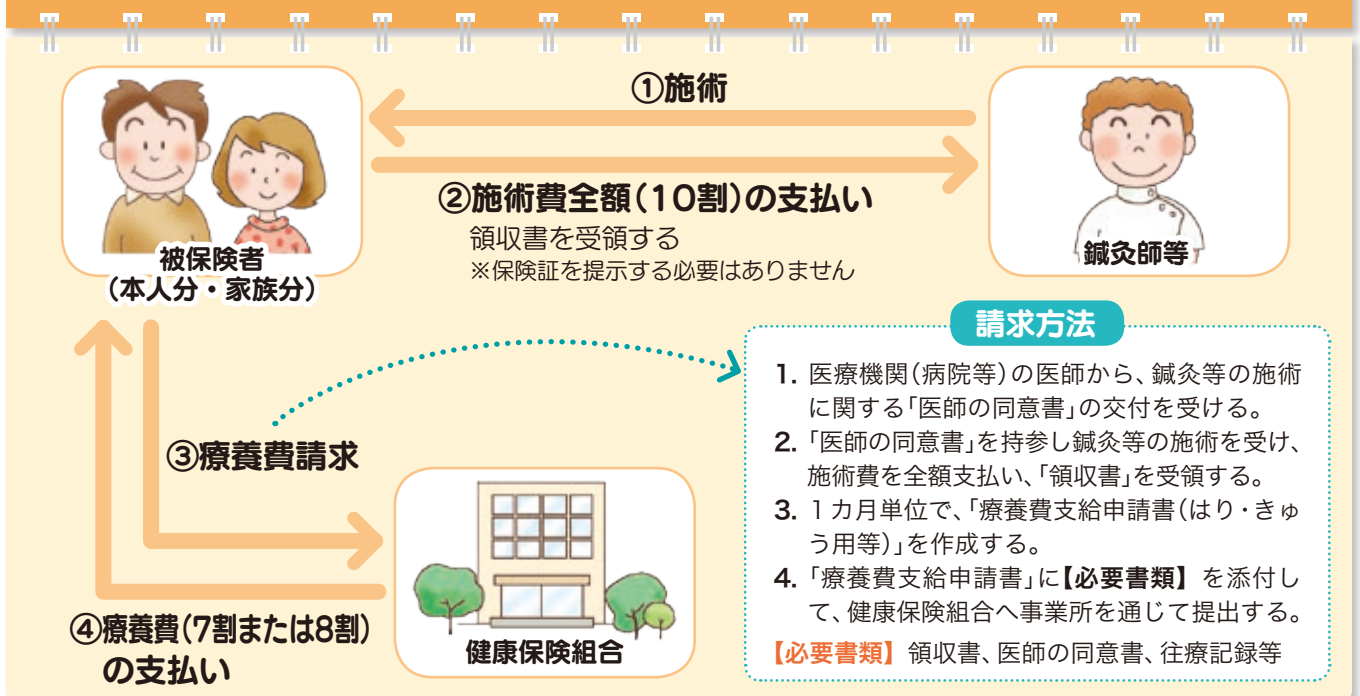 ①施術
②施術費全額(10割)の支払い
領収書を受領する
※保険証を提示する必要はありません
被保険者
(本人分・家族分)
鍼灸師等
③療養費請求
④療養費(7割または8割)
の支払い
健康保険組合
請求方法
1. 医療機関(病院等)の医師から、鍼灸等の施術
に関する「医師の同意書」の交付を受ける。
2. 「医師の同意書」を持参し鍼灸等の施術を受け、
施術費を全額支払い、「領収書」を受領する。
3. 1カ月単位で、「療養費支給申請書(はり・きゅ
う用等)」を作成する。
4. 「療養費支給申請書」に【必要書類】を添付し
て、健康保険組合へ事業所を通じて提出する。
【必要書類】領収書、医師の同意書、往療記録等